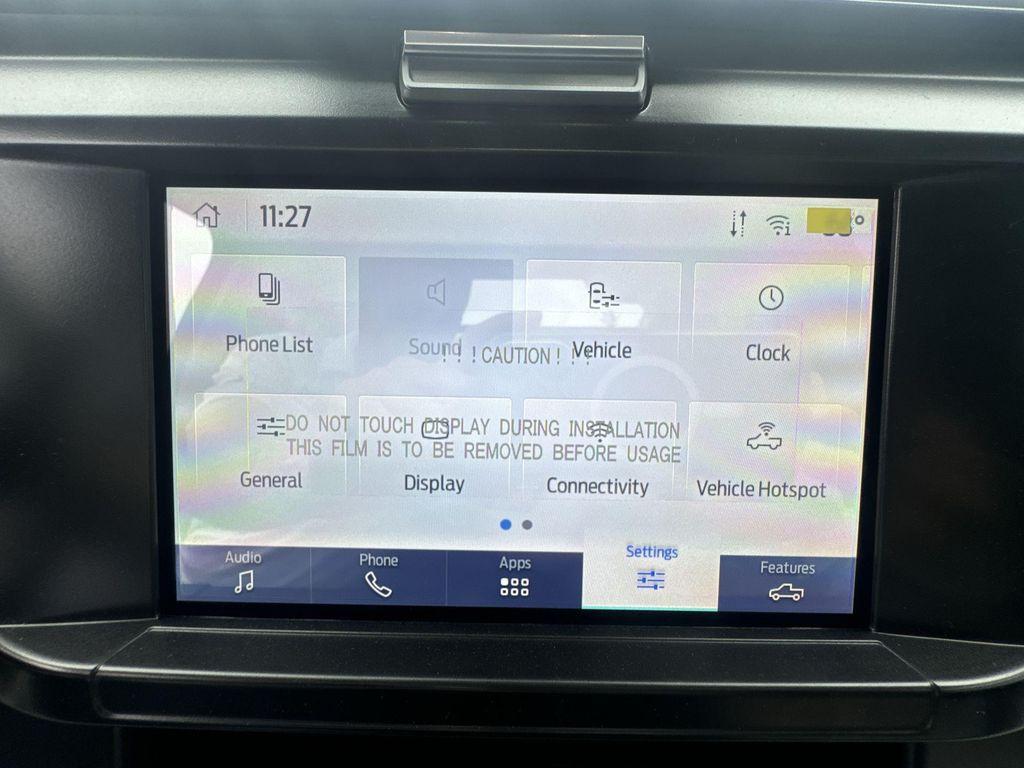 11:27
Phone List
Sound
Vehicle
Clock
! ! ! CAUTION ! ! !
DO NOT TOUCH DISPLAY DURING INSTALLATION
THIS FILM IS TO BE REMOVED BEFORE USAGE
General
Display
Connectivity
Vehicle Hotspot
Audio
Phone
Apps
Settings
Features